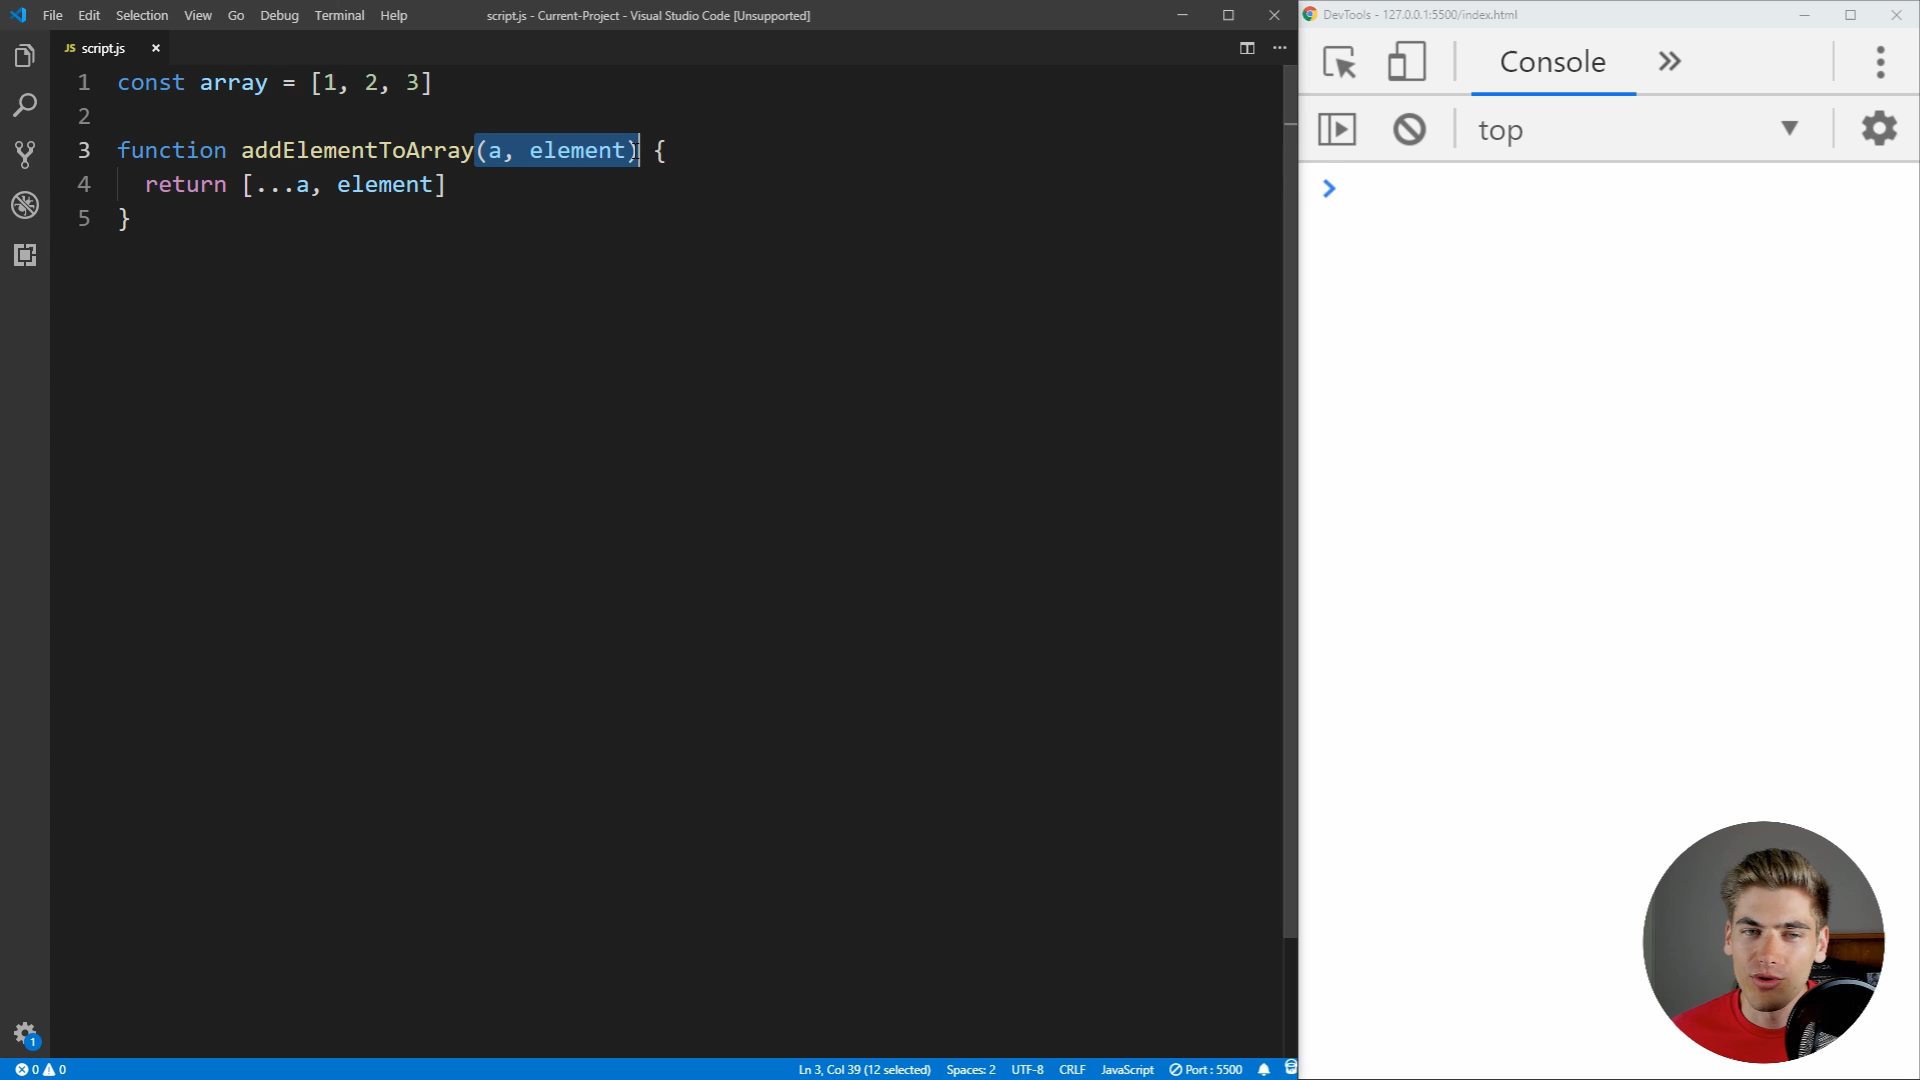 File Edit Selection View Go Debug Terminal Help
script.js - Current-Project - Visual Studio Code [Unsupported]
JS script.js
1 const array = [1, 2, 3]
2
3 function addElementToArray(a, element) {
4 return [...a, element]
5 }
1
0 0
Ln 3, Col 39 (12 selected) Spaces: 2 UTF-8 CRLF JavaScript Port : 5500
DevTools - 127.0.0.1:5500/index.html
Console
top